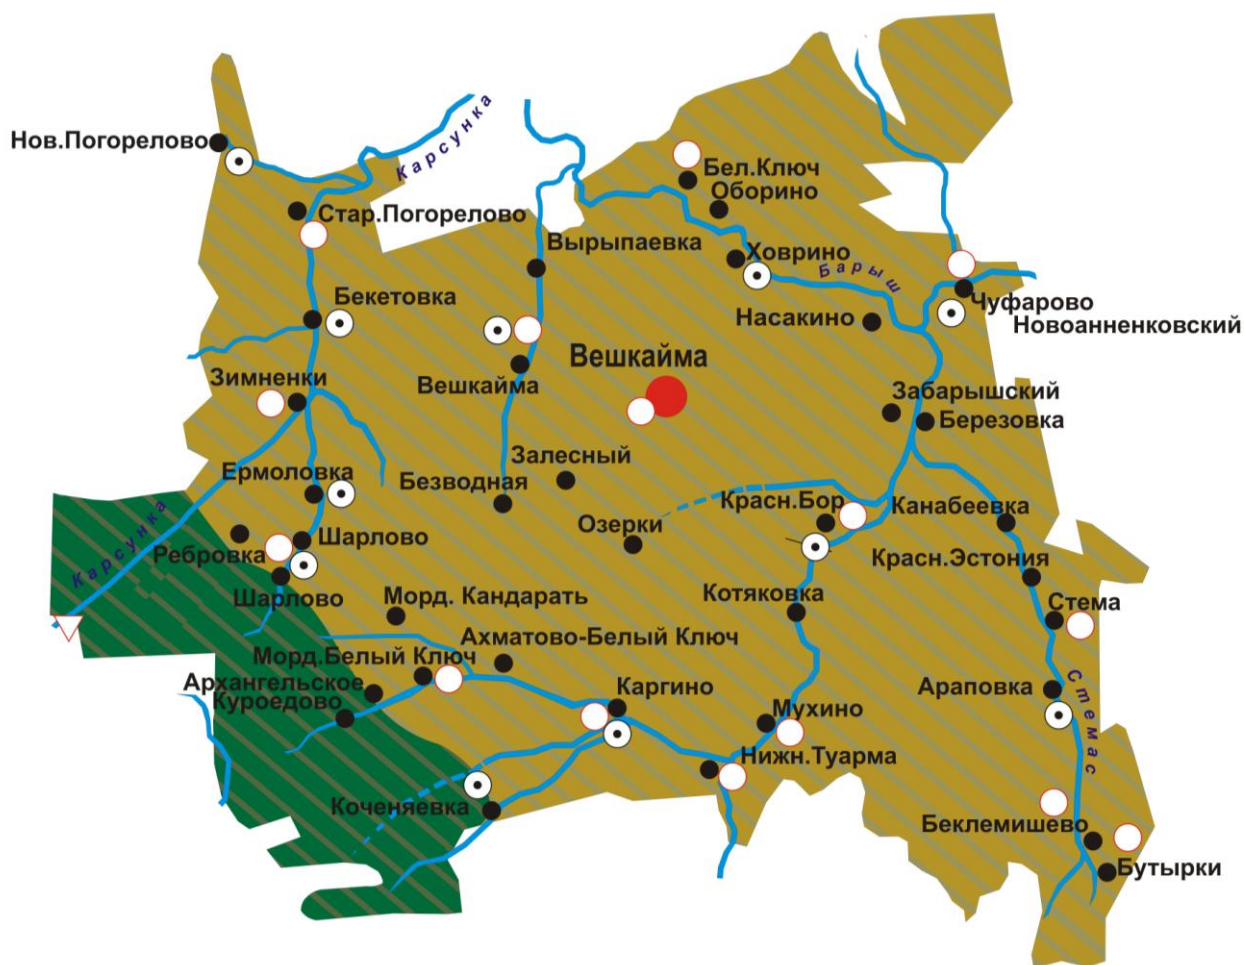 Нов.Погорелово
Карсунка
Бел.Ключ
Оборино
Стар.Погорелово
Вырыпаевка
Ховрино
Барыш
Бекетовка
Чуфарово
Насакино
Новоанненковский
Вешкайма
Зимненки
Вешкайма
Забарышский
Березовка
Залесный
Ермоловка
Безводная
Красн.Бор
Канабеевка
Озерки
Карсунка
Шарлово
Ребровка
Красн.Эстония
Шарлово
Морд. Кандарать
Котяковка
Стема
Ахматово-Белый Ключ
Морд.Белый Ключ
Архангельское
Куроедово
Каргино
Араповка
Стемас
Мухино
Нижн.Туарма
Коченяевка
Беклемишево
Бутырки